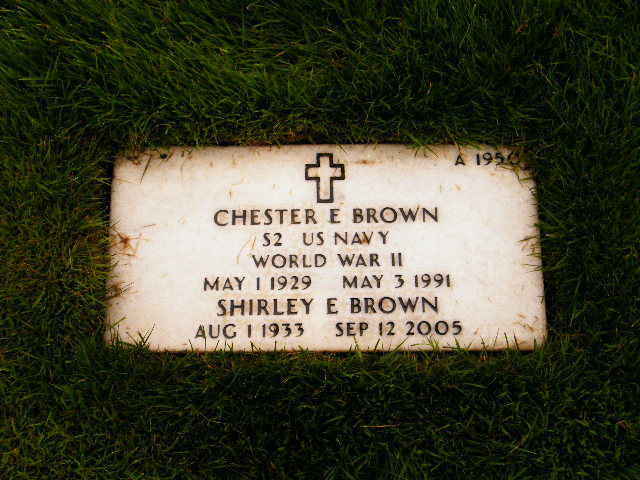 A 195
CHESTER E BROWN
S2 US NAVY
WORLD WAR II
MAY 1 1929 MAY 3 1991
SHIRLEY E BROWN
AUG 1 1933 SEP 12 2005